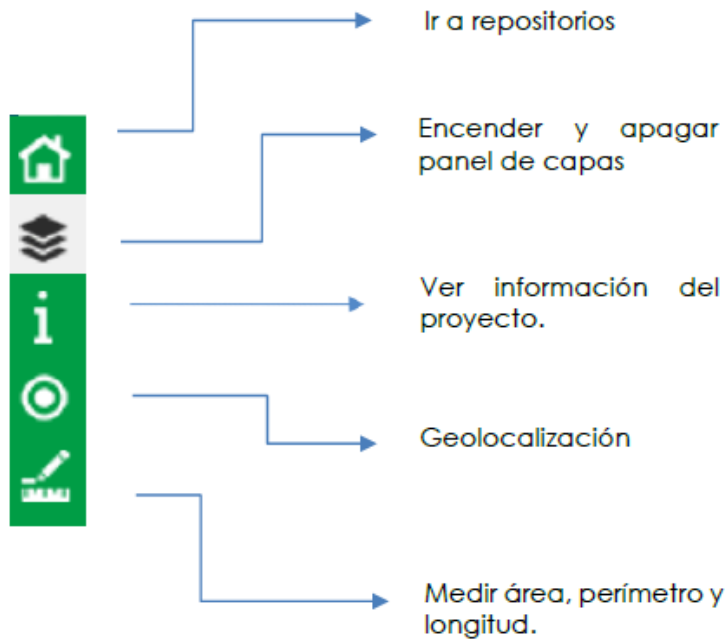 Ir a repositorios
Encender y apagar
panel de capas
Ver información del
proyecto.
Geolocalización
Medir área, perímetro y
longitud.